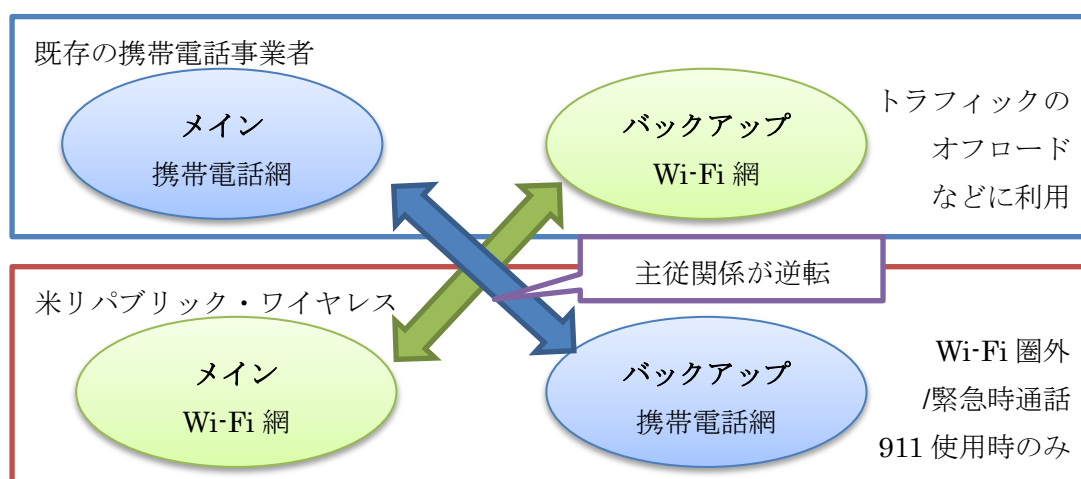 既存の携帯電話事業者
メイン
携帯電話網
バックアップ
Wi-Fi 網
トラフィックの
オフロード
などに利用
主従関係が逆転
米リパブリック・ワイヤレス
メイン
Wi-Fi 網
バックアップ
携帯電話網
Wi-Fi 圏外
/緊急時通話
911 使用時のみ